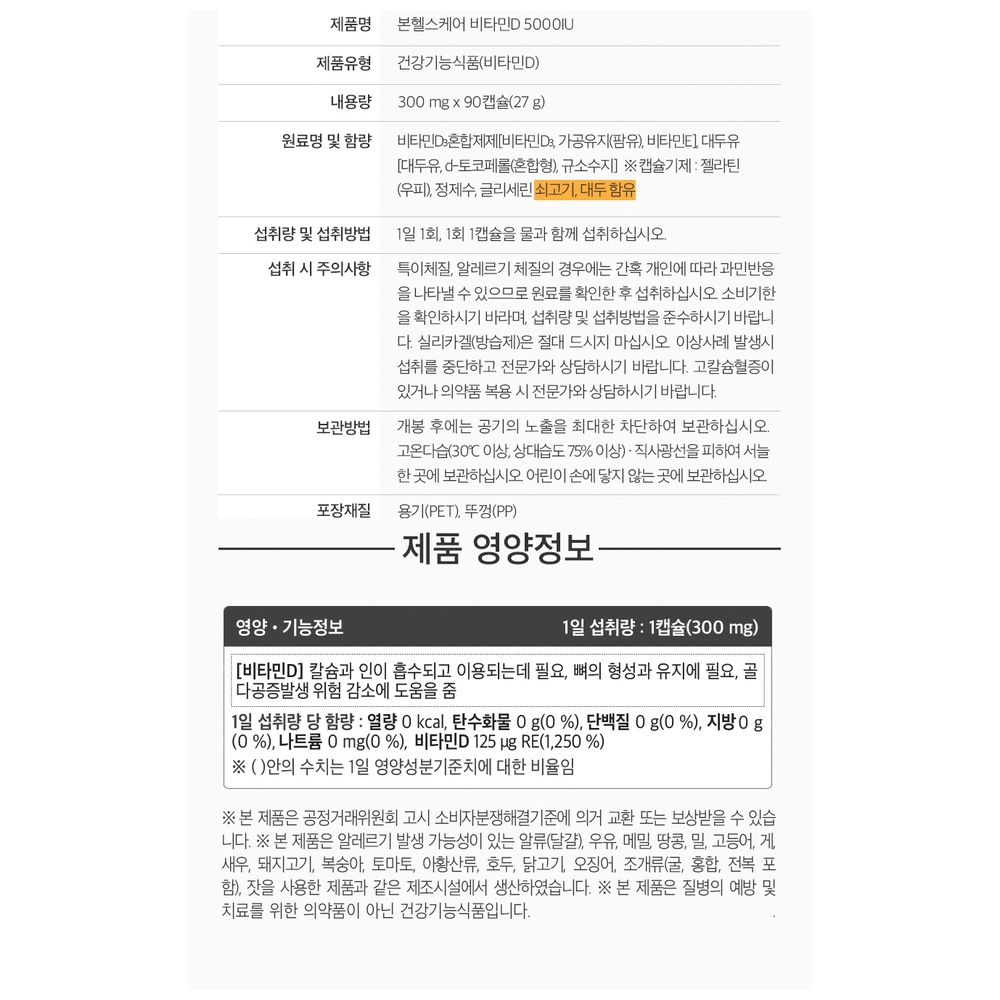 제품명 본헬스케어 비타민D 5000IU
제품유형 건강기능식품(비타민D)
내용량 300 mg x 90캡슐(27 g)
원료명 및 함량 비타민D₃혼합제제[비타민D₃, 가공유지(팜유), 비타민E], 대두유
[대두유, d-토코페롤(혼합형), 규소수지] ※캡슐기제 : 젤라틴
(우피), 정제수, 글리세린 쇠고기, 대두 함유
섭취량 및 섭취방법 1일 1회, 1회 1캡슐을 물과 함께 섭취하십시오.
섭취 시 주의사항 특이체질, 알레르기 체질의 경우에는 간혹 개인에 따라 과민반응
을 나타낼 수 있으므로 원료를 확인한 후 섭취하십시오. 소비기한
을 확인하시기 바라며, 섭취량 및 섭취방법을 준수하시기 바랍니
다. 실리카겔(방습제)은 절대 드시지 마십시오. 이상사례 발생시
섭취를 중단하고 전문가와 상담하시기 바랍니다. 고칼슘혈증이
있거나 의약품 복용 시 전문가와 상담하시기 바랍니다.
보관방법 개봉 후에는 공기의 노출을 최대한 차단하여 보관하십시오.
고온다습(30℃ 이상, 상대습도 75% 이상) · 직사광선을 피하여 서늘
한 곳에 보관하십시오. 어린이 손에 닿지 않는 곳에 보관하십시오.
포장재질 용기(PET), 뚜껑(PP)
제품 영양정보
영양 • 기능정보 1일 섭취량 : 1캡슐(300 mg)
[비타민D] 칼슘과 인이 흡수되고 이용되는데 필요, 뼈의 형성과 유지에 필요, 골
다공증발생 위험 감소에 도움을 줌
1일 섭취량 당 함량 : 열량 0 kcal, 탄수화물 0 g(0 %), 단백질 0 g(0 %), 지방 0 g
(0 %), 나트륨 0 mg(0 %), 비타민D 125 μg RE(1,250 %)
※ ( )안의 수치는 1일 영양성분기준치에 대한 비율임
※ 본 제품은 공정거래위원회 고시 소비자분쟁해결기준에 의거 교환 또는 보상받을 수 있습
니다. ※ 본 제품은 알레르기 발생 가능성이 있는 알류(달걀), 우유, 메밀, 땅콩, 밀, 고등어, 게,
새우, 돼지고기, 복숭아, 토마토, 아황산류, 호두, 닭고기, 오징어, 조개류(굴, 홍합, 전복 포
함), 잣을 사용한 제품과 같은 제조시설에서 생산하였습니다. ※ 본 제품은 질병의 예방 및
치료를 위한 의약품이 아닌 건강기능식품입니다. .